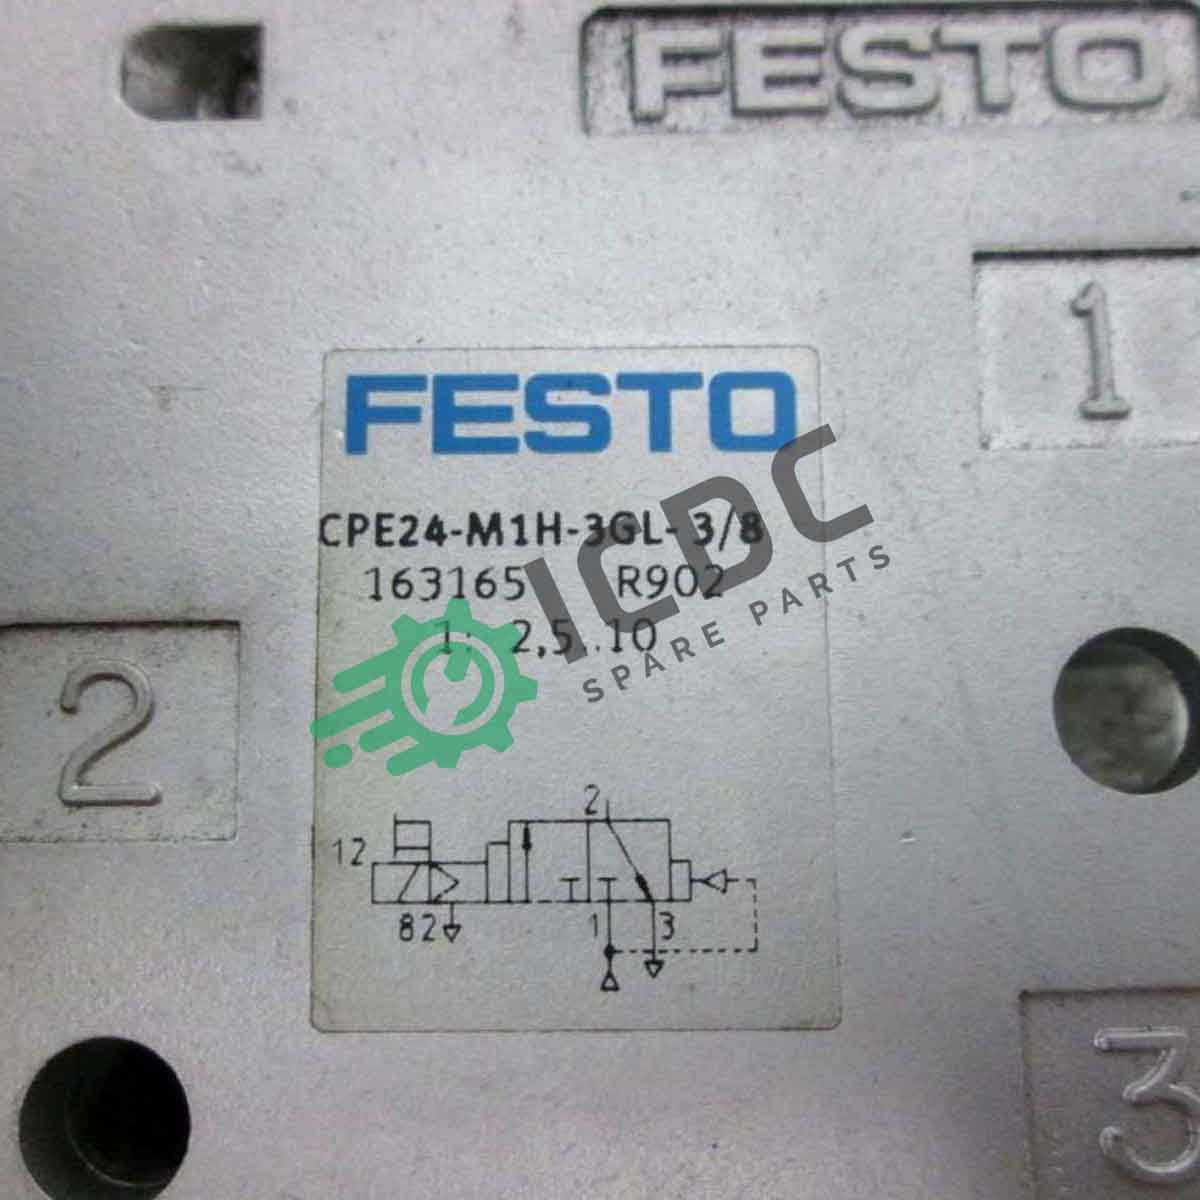 FESTO
1
FESTO
CPE24-M1H-3GL- 3/8
163165 R902
1: 2,5..10
ICDC
SPARE PARTS
2
2
12
82
1
3
3